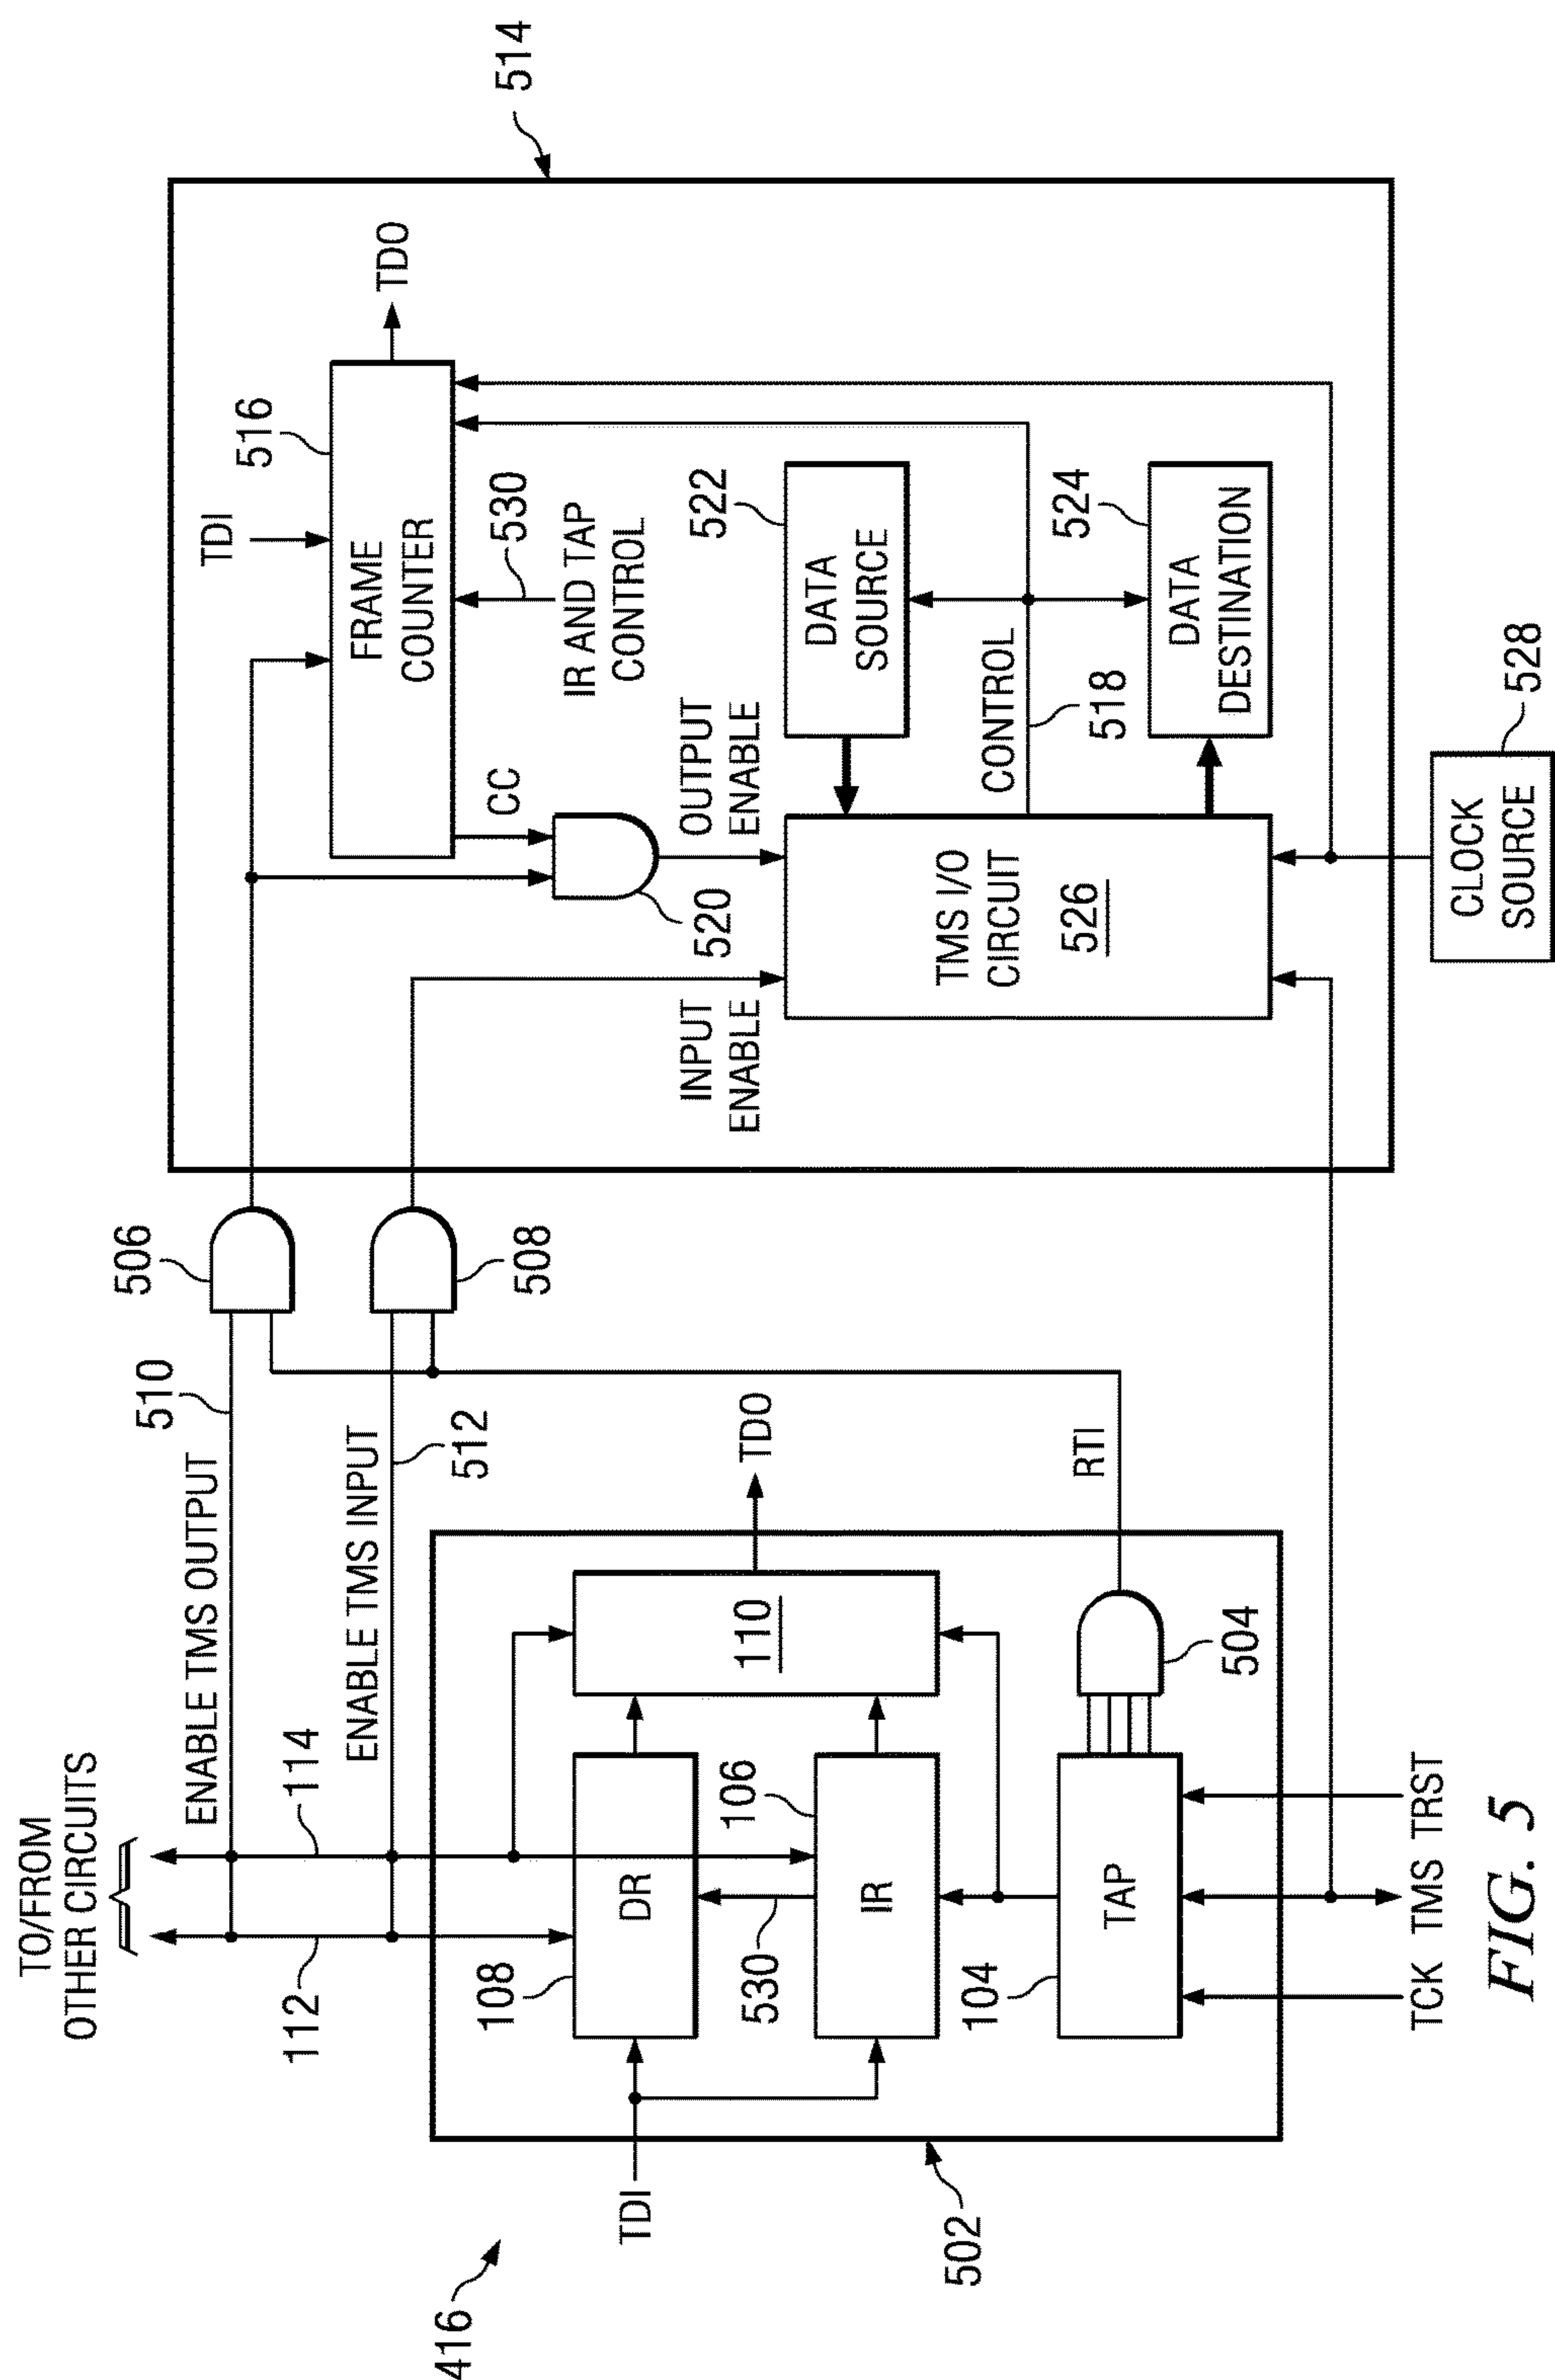 TO/FROM
OTHER CIRCUITS
112
114
ENABLE TMS OUTPUT
510
506
ENABLE TMS INPUT
512
508
514
TDI
516
TDO
FRAME
COUNTER
530
IR AND TAP
CONTROL
CC
520
OUTPUT
ENABLE
INPUT
ENABLE
522
DATA
SOURCE
TMS I/O
CIRCUIT
526
CONTROL
518
524
DATA
DESTINATION
CLOCK
SOURCE
528
416
502
TDI
108
DR
530
106
IR
110
TDO
104
TAP
504
RTI
TCK
TMS
TRST
FIG. 5